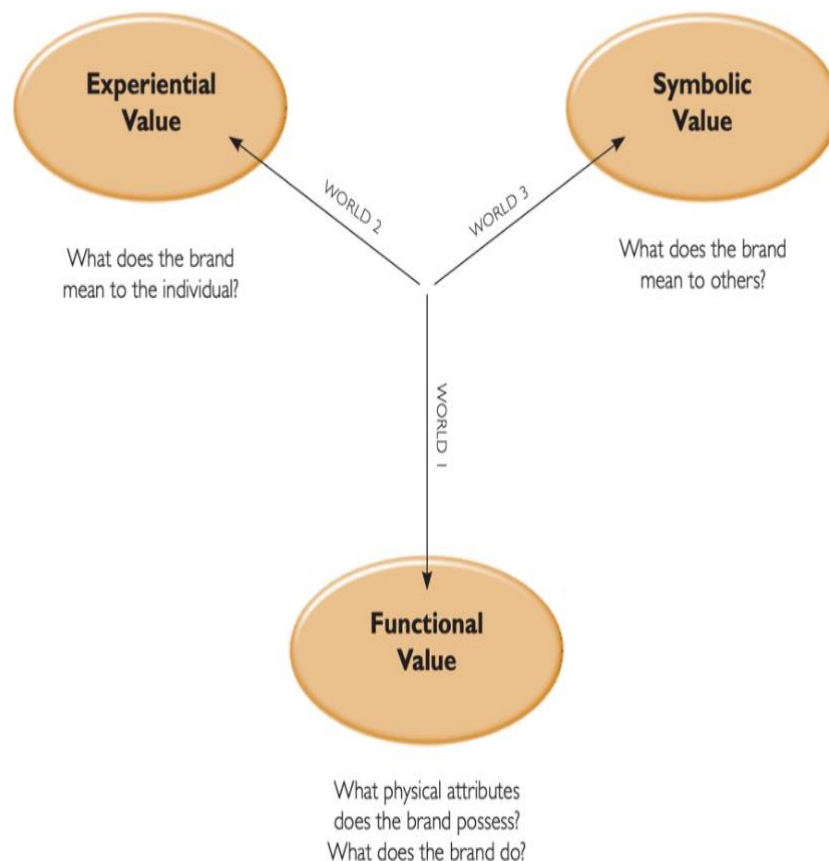 Experiential
Value
Symbolic
Value
WORLD 2
WORLD 3
What does the brand
mean to the individual?
What does the brand
mean to others?
WORLD 1
Functional
Value
What physical attributes
does the brand possess?
What does the brand do?